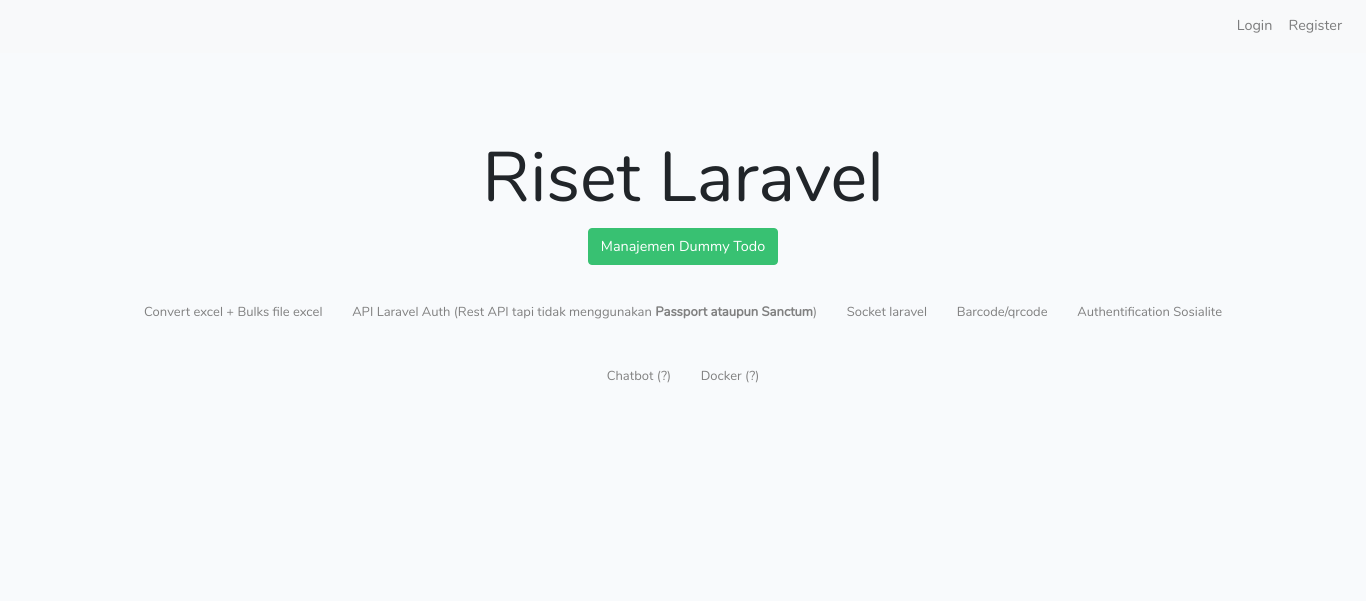 Login Register
Riset Laravel
Manajemen Dummy Todo
Convert excel + Bulks file excel API Laravel Auth (Rest API tapi tidak menggunakan Passport ataupun Sanctum) Socket laravel Barcode/qrcode Authentification Sosialite
Chatbot (?) Docker (?)